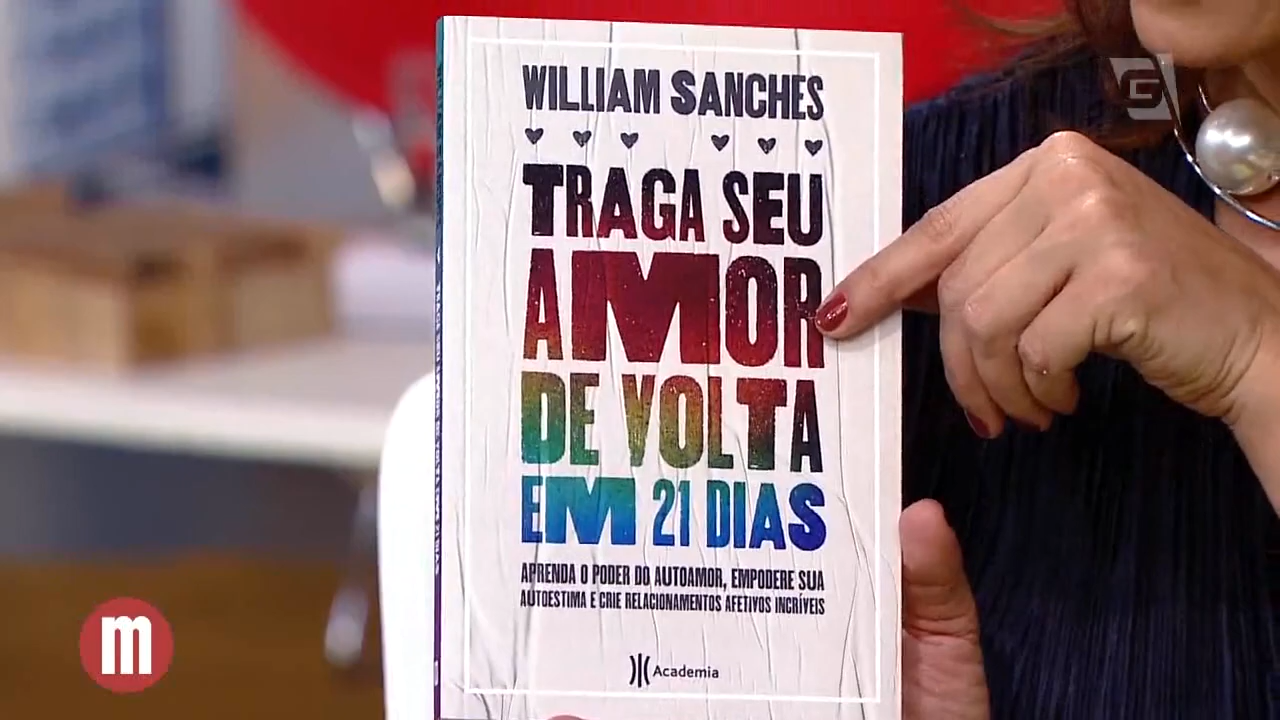 WILLIAM SANCHES
TRAGA SEU
AMOR
DE VOLTA
EM 21 DIAS
APRENDA O PODER DO AUTOAMOR, EMPODERE SUA
AUTOESTIMA E CRIE RELACIONAMENTOS AFETIVOS INCRÍVEIS
Academia
m
G